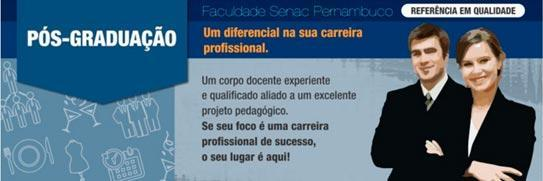 Faculdade Senac Pernambuco
REFERÊNCIA EM QUALIDADE
PÓS-GRADUAÇÃO
Um diferencial na sua carreira
profissional.
Um corpo docente experiente
e qualificado aliado a um excelente
projeto pedagógico.
Se seu foco é uma carreira
profissional de sucesso,
o seu lugar é aqui!